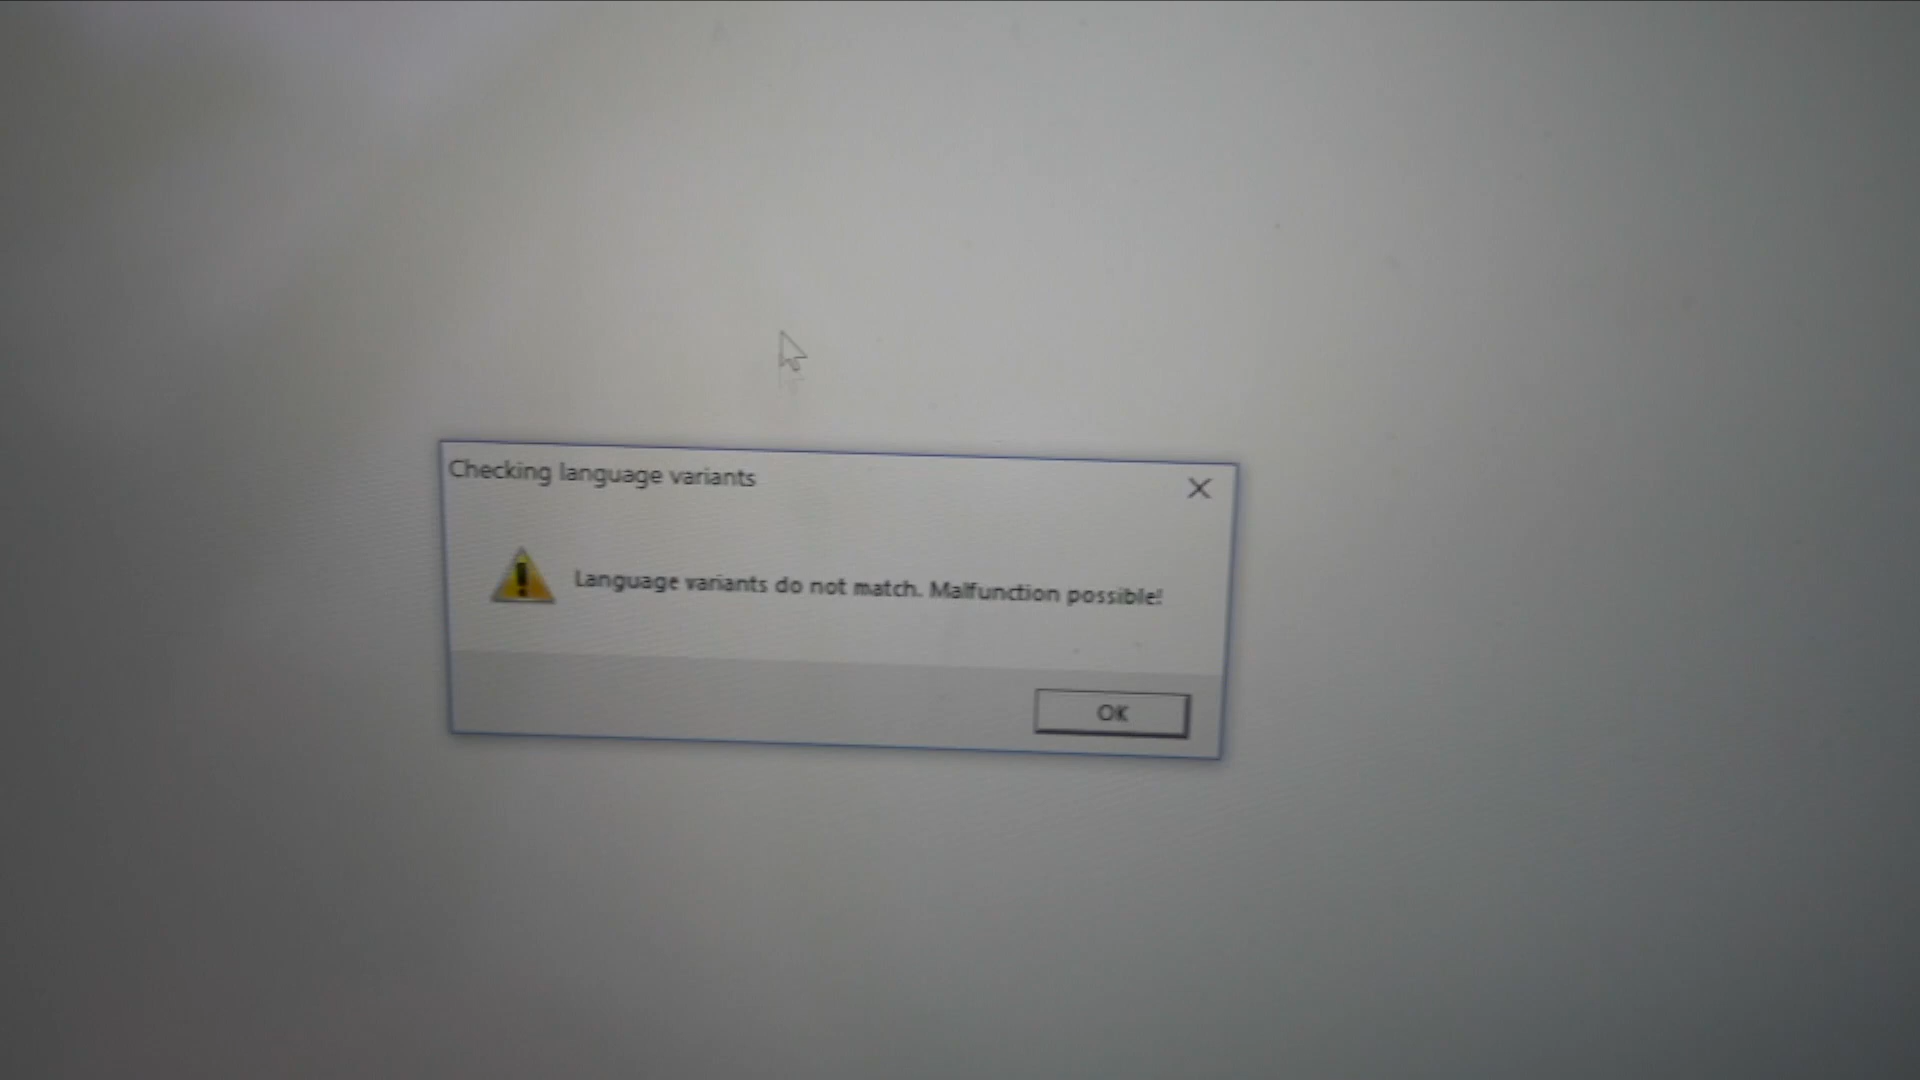 Checking language variants
Language variants do not match. Malfunction possible!
OK